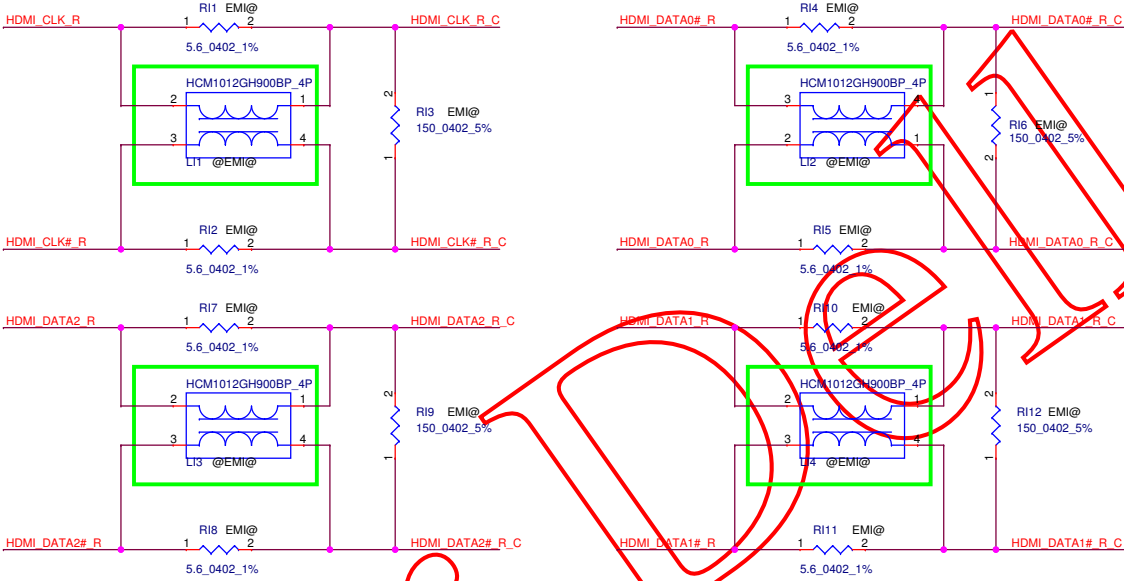 RI1 EMI@
HDMI_CLK_R 1 2 HDMI_CLK_R_C
5.6_0402_1%
HCM1012GH900BP_4P
2 1
3 4
LI1 @EMI@
2
RI3 EMI@
150_0402_5%
1
RI2 EMI@
HDMI_CLK#_R 1 2 HDMI_CLK#_R_C
5.6_0402_1%
RI4 EMI@
HDMI_DATA0#_R 1 2 HDMI_DATA0#_R_C
5.6_0402_1%
HCM1012GH900BP_4P
3 4
2 1
LI2 @EMI@
1
RI6 EMI@
150_0402_5%
2
RI5 EMI@
HDMI_DATA0_R 1 2 HDMI_DATA0_R_C
5.6_0402_1%
RI7 EMI@
HDMI_DATA2_R 1 2 HDMI_DATA2_R_C
5.6_0402_1%
HCM1012GH900BP_4P
2 1
3 4
LI3 @EMI@
2
RI9 EMI@
150_0402_5%
1
RI8 EMI@
HDMI_DATA2#_R 1 2 HDMI_DATA2#_R_C
5.6_0402_1%
RI10 EMI@
HDMI_DATA1_R 1 2 HDMI_DATA1_R_C
5.6_0402_1%
HCM1012GH900BP_4P
2 1
3 4
LI4 @EMI@
2
RI12 EMI@
150_0402_5%
1
RI11 EMI@
HDMI_DATA1#_R 1 2 HDMI_DATA1#_R_C
5.6_0402_1%
Dell